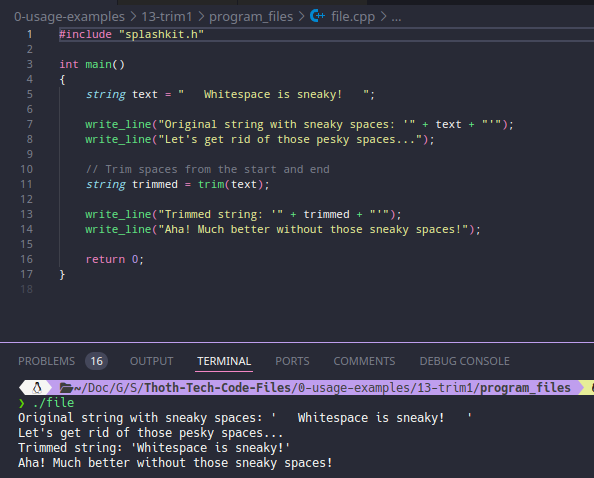 0-usage-examples > 13-trim1 > program_files > file.cpp > ...
1 #include "splashkit.h"
2
3 int main()
4 {
5     string text = "   Whitespace is sneaky!   ";
6
7     write_line("Original string with sneaky spaces: '" + text + "'");
8     write_line("Let's get rid of those pesky spaces...");
9
10     // Trim spaces from the start and end
11     string trimmed = trim(text);
12
13     write_line("Trimmed string: '" + trimmed + "'");
14     write_line("Aha! Much better without those sneaky spaces!");
15
16     return 0;
17 }
18
PROBLEMS 16 OUTPUT TERMINAL PORTS COMMENTS DEBUG CONSOLE
~/Doc/G/S/Thoth-Tech-Code-Files/0-usage-examples/13-trim1/program_files
❯ ./file
Original string with sneaky spaces: '   Whitespace is sneaky!   '
Let's get rid of those pesky spaces...
Trimmed string: 'Whitespace is sneaky!'
Aha! Much better without those sneaky spaces!